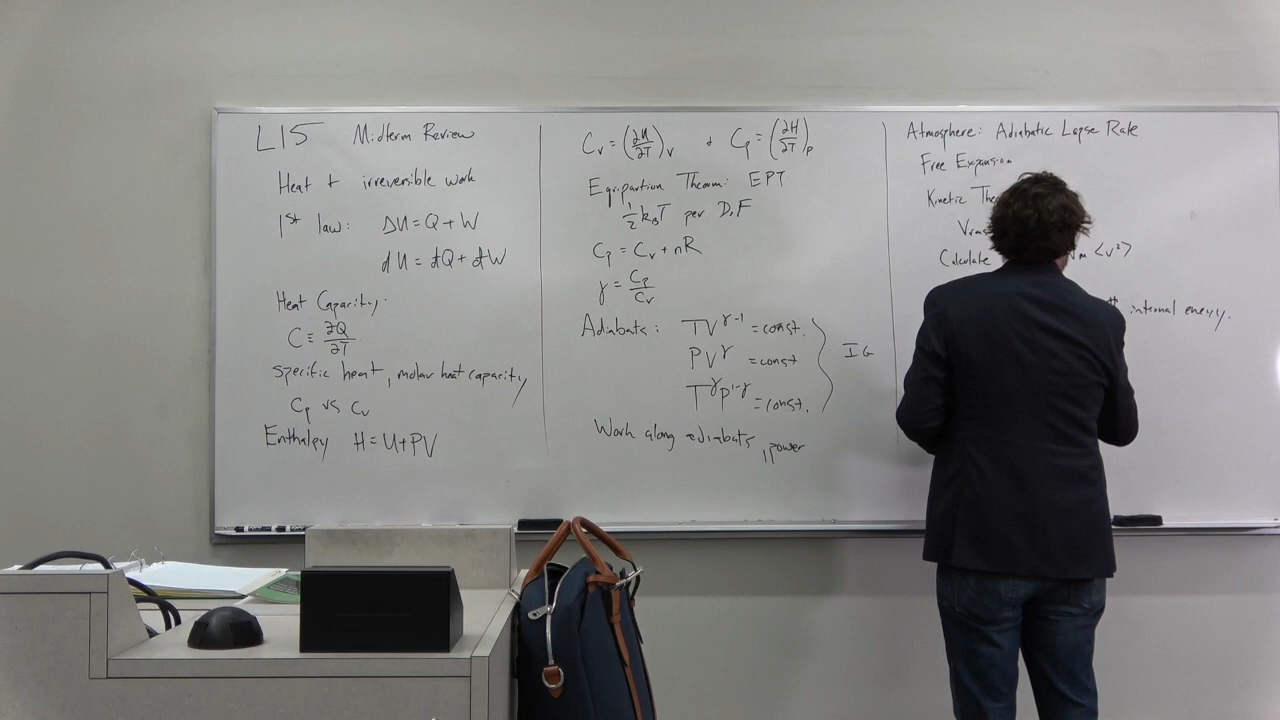 L15 Midterm Review
Heat + irreversible work
1st law: ΔU = Q + W
dU = đQ + đW
Heat Capacity:
C ≡ ∂Q/∂T
specific heat, molar heat capacity
Cp vs Cv
Enthalpy H = U + PV
Cv = (∂U/∂T)v + Cp = (∂H/∂T)p
Equipartion Theorm: EPT
1/2 kBT per DoF
Cp = Cv + nR
γ = Cp/Cv
Adiabats: TV^γ-1 = const.
PV^γ = const
T^γ P^1-γ = const.
} IG
Work along adiabats, power
Atmosphere: Adiabatic Lapse Rate
Free Expansion
Kinetic
Calculate <v²>
internal energy.